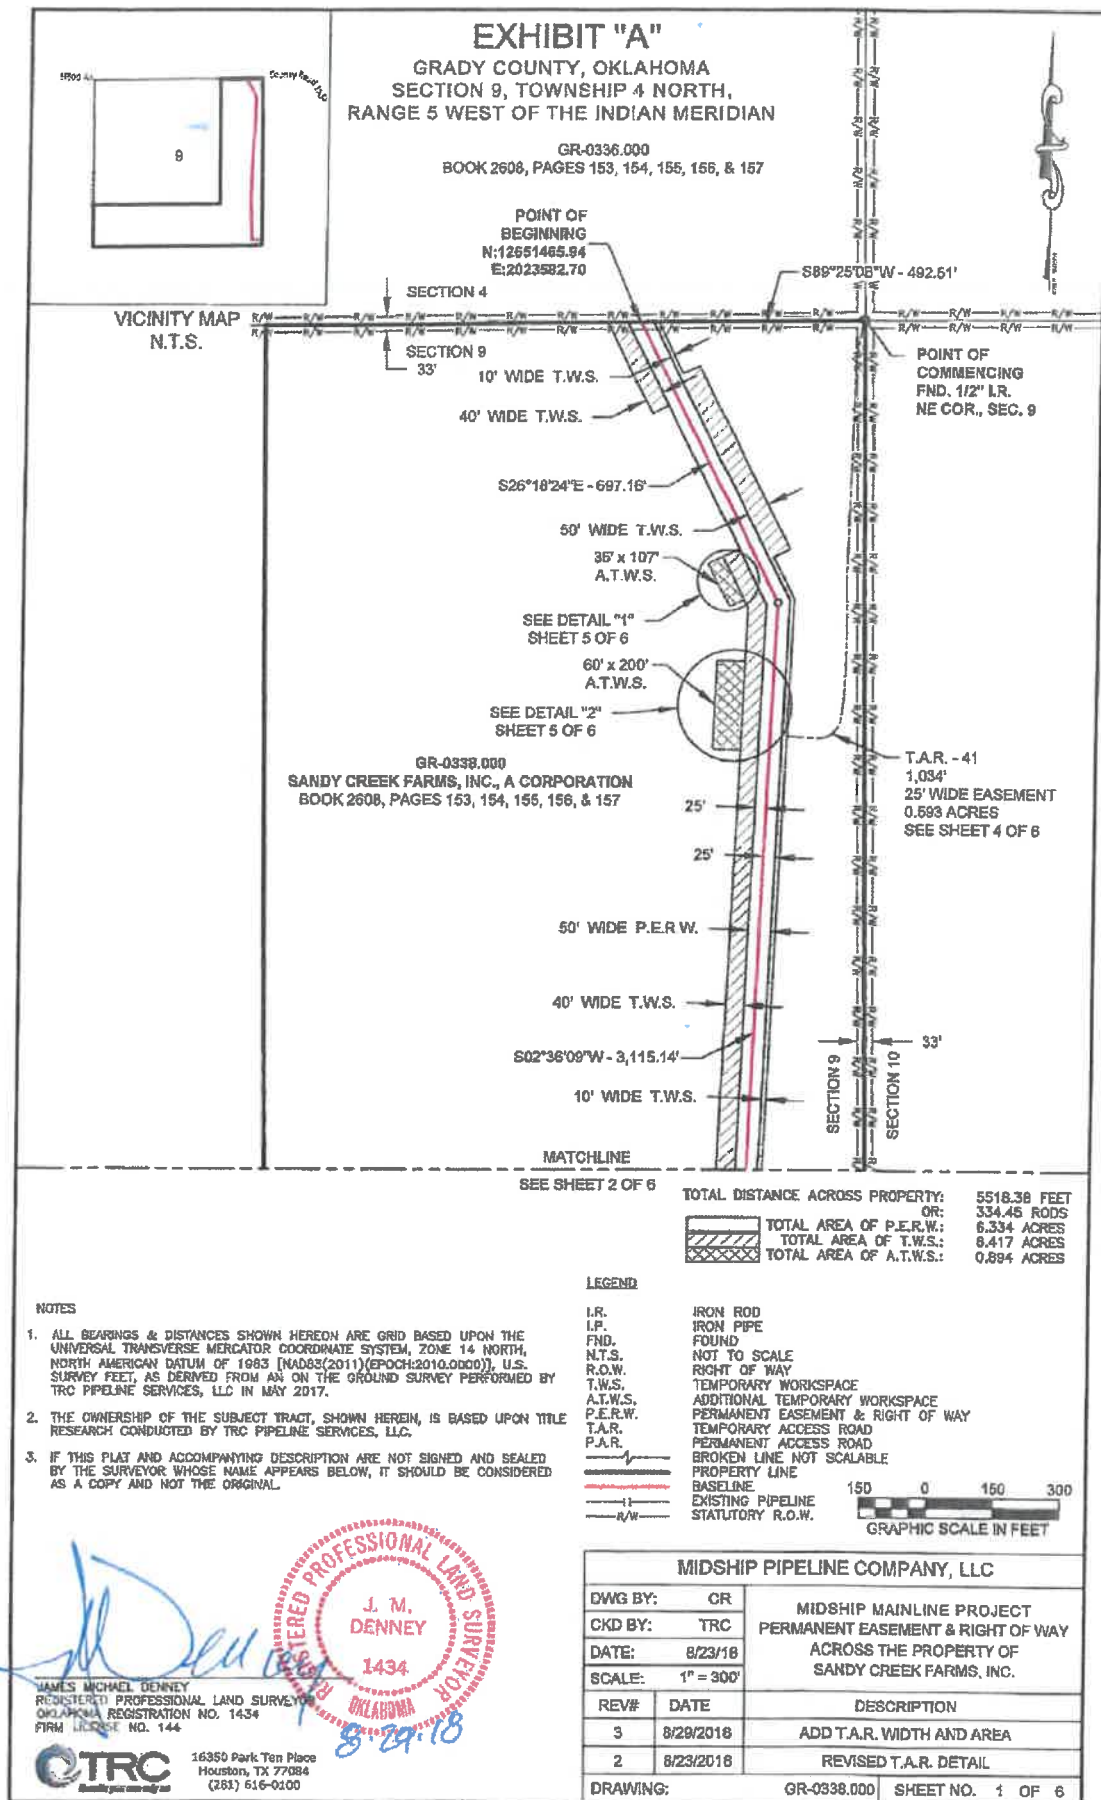 EXHIBIT "A"
GRADY COUNTY, OKLAHOMA
SECTION 9, TOWNSHIP 4 NORTH,
RANGE 5 WEST OF THE INDIAN MERIDIAN
GR-0336.000
BOOK 2608, PAGES 153, 154, 155, 156, & 157
9
VICINITY MAP
N.T.S.
POINT OF
BEGINNING
N:12651465.94
E:2023582.70
S89°25'08"W - 492.51'
SECTION 4
SECTION 9
33'
R/W
10' WIDE T.W.S.
40' WIDE T.W.S.
POINT OF
COMMENCING
FND. 1/2" I.R.
NE COR., SEC. 9
S26°18'24"E - 697.16'
50' WIDE T.W.S.
35' x 107'
A.T.W.S.
SEE DETAIL "1"
SHEET 5 OF 6
60' x 200'
A.T.W.S.
SEE DETAIL "2"
SHEET 5 OF 6
GR-0338.000
SANDY CREEK FARMS, INC., A CORPORATION
BOOK 2608, PAGES 153, 154, 155, 156, & 157
T.A.R. - 41
1,034'
25' WIDE EASEMENT
0.593 ACRES
SEE SHEET 4 OF 6
25'
25'
50' WIDE P.E.R.W.
40' WIDE T.W.S.
S02°36'09"W - 3,115.14'
10' WIDE T.W.S.
33'
SECTION 9
SECTION 10
MATCHLINE
SEE SHEET 2 OF 6
TOTAL DISTANCE ACROSS PROPERTY: 5518.38 FEET
OR: 334.45 RODS
TOTAL AREA OF P.E.R.W.: 6.334 ACRES
TOTAL AREA OF T.W.S.: 6.417 ACRES
TOTAL AREA OF A.T.W.S.: 0.894 ACRES
NOTES
1. ALL BEARINGS & DISTANCES SHOWN HEREON ARE GRID BASED UPON THE
UNIVERSAL TRANSVERSE MERCATOR COORDINATE SYSTEM, ZONE 14 NORTH,
NORTH AMERICAN DATUM OF 1983 [NAD83(2011)(EPOCH:2010.0000)], U.S.
SURVEY FEET, AS DERIVED FROM AN ON THE GROUND SURVEY PERFORMED BY
TRC PIPELINE SERVICES, LLC IN MAY 2017.
2. THE OWNERSHIP OF THE SUBJECT TRACT, SHOWN HEREIN, IS BASED UPON TITLE
RESEARCH CONDUCTED BY TRC PIPELINE SERVICES, LLC.
3. IF THIS PLAT AND ACCOMPANYING DESCRIPTION ARE NOT SIGNED AND SEALED
BY THE SURVEYOR WHOSE NAME APPEARS BELOW, IT SHOULD BE CONSIDERED
AS A COPY AND NOT THE ORIGINAL.
LEGEND
I.R. IRON ROD
I.P. IRON PIPE
FND. FOUND
N.T.S. NOT TO SCALE
R.O.W. RIGHT OF WAY
T.W.S. TEMPORARY WORKSPACE
A.T.W.S. ADDITIONAL TEMPORARY WORKSPACE
P.E.R.W. PERMANENT EASEMENT & RIGHT OF WAY
T.A.R. TEMPORARY ACCESS ROAD
P.A.R. PERMANENT ACCESS ROAD
BROKEN LINE NOT SCALABLE
PROPERTY LINE
BASELINE
EXISTING PIPELINE
R/W STATUTORY R.O.W.
150 0 150 300
GRAPHIC SCALE IN FEET
REGISTERED PROFESSIONAL LAND SURVEYOR
J. M.
DENNEY
1434
OKLAHOMA
8-29-18
JAMES MICHAEL DENNEY
REGISTERED PROFESSIONAL LAND SURVEYOR
OKLAHOMA REGISTRATION NO. 1434
FIRM LICENSE NO. 144
TRC
16350 Park Ten Place
Houston, TX 77084
(281) 616-0100
MIDSHIP PIPELINE COMPANY, LLC
DWG BY: CR
CKD BY: TRC
DATE: 8/23/18
SCALE: 1" = 300'
MIDSHIP MAINLINE PROJECT
PERMANENT EASEMENT & RIGHT OF WAY
ACROSS THE PROPERTY OF
SANDY CREEK FARMS, INC.
REV# DATE DESCRIPTION
3 8/29/2018 ADD T.A.R. WIDTH AND AREA
2 8/23/2018 REVISED T.A.R. DETAIL
DRAWING: GR-0338.000 SHEET NO. 1 OF 6